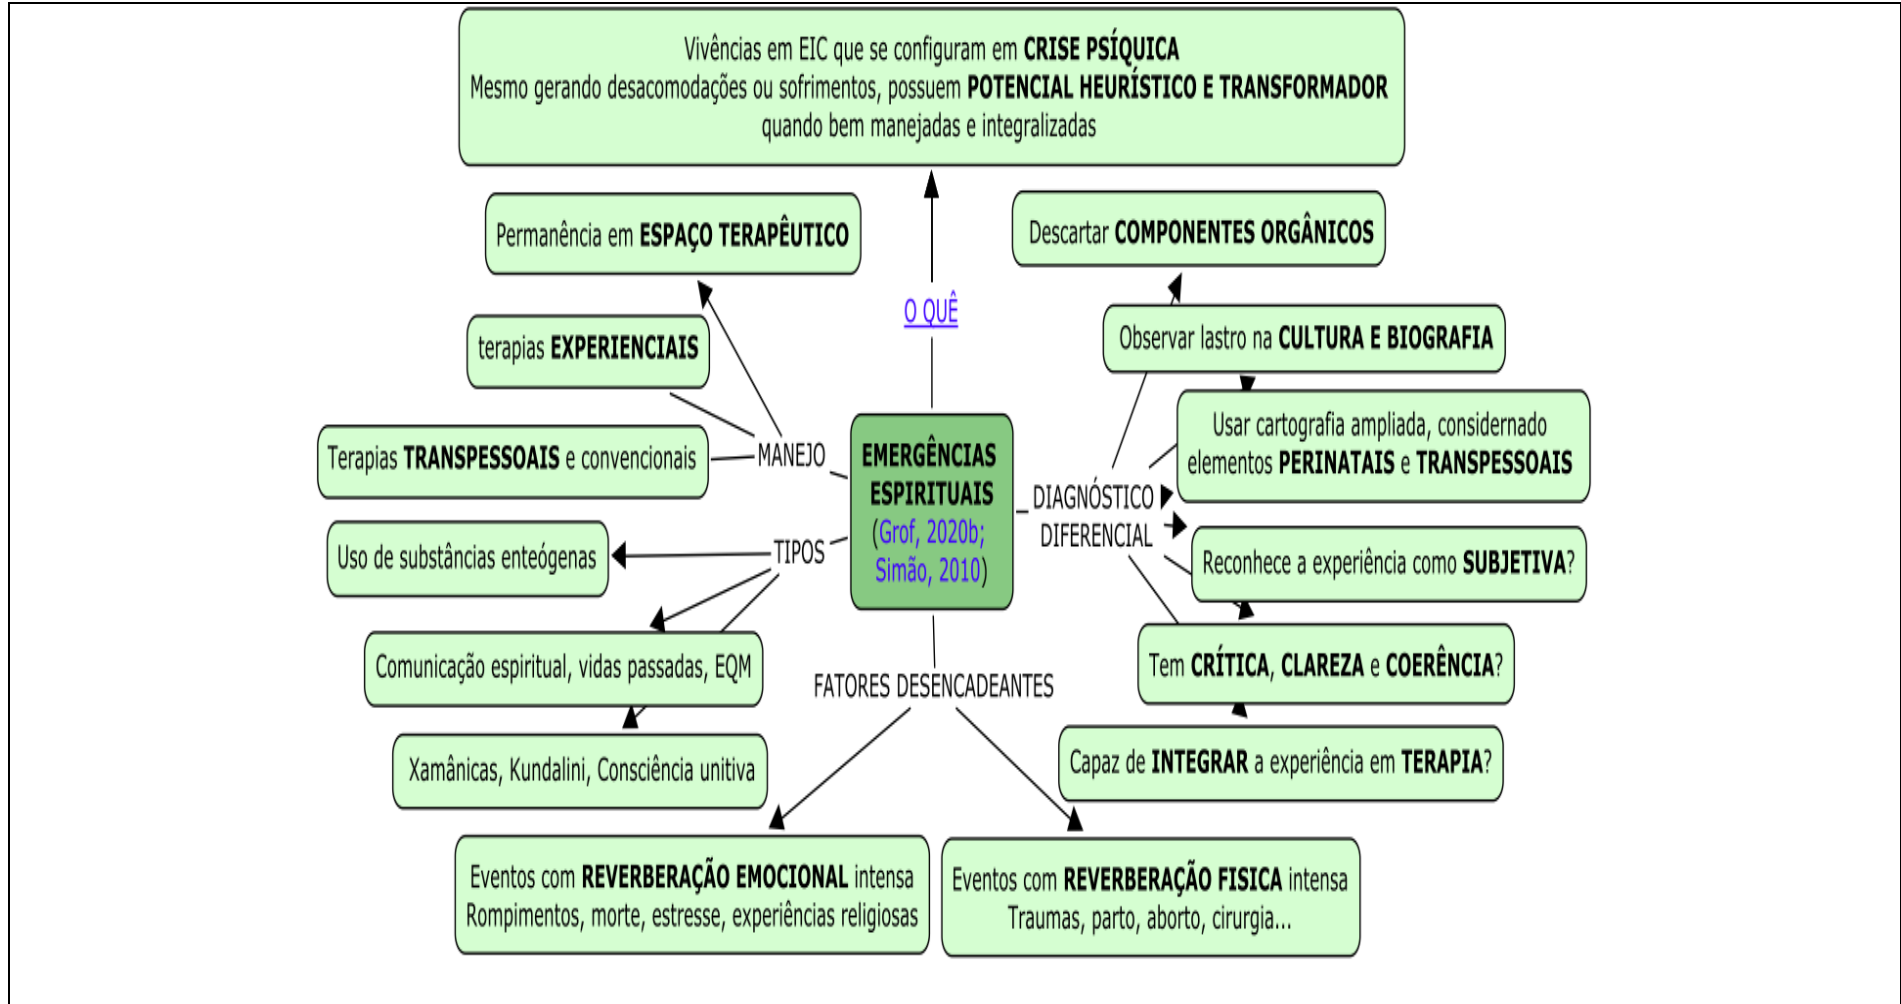 Vivências em EIC que se configuram em CRISE PSÍQUICA
Mesmo gerando desacomodações ou sofrimentos, possuem POTENCIAL HEURÍSTICO E TRANSFORMADOR
quando bem manejadas e integralizadas
O QUÊ
EMERGÊNCIAS
ESPIRITUAIS
(Grof, 2020b;
Simão, 2010)
MANEJO
Permanência em ESPAÇO TERAPÊUTICO
terapias EXPERIENCIAIS
Terapias TRANSPESSOAIS e convencionais
TIPOS
Uso de substâncias enteógenas
Comunicação espiritual, vidas passadas, EQM
Xamânicas, Kundalini, Consciência unitiva
FATORES DESENCADEANTES
Eventos com REVERBERAÇÃO EMOCIONAL intensa
Rompimentos, morte, estresse, experiências religiosas
Eventos com REVERBERAÇÃO FISICA intensa
Traumas, parto, aborto, cirurgia...
DIAGNÓSTICO
DIFERENCIAL
Descartar COMPONENTES ORGÂNICOS
Observar lastro na CULTURA E BIOGRAFIA
Usar cartografia ampliada, considernado
elementos PERINATAIS e TRANSPESSOAIS
Reconhece a experiência como SUBJETIVA?
Tem CRÍTICA, CLAREZA e COERÊNCIA?
Capaz de INTEGRAR a experiência em TERAPIA?